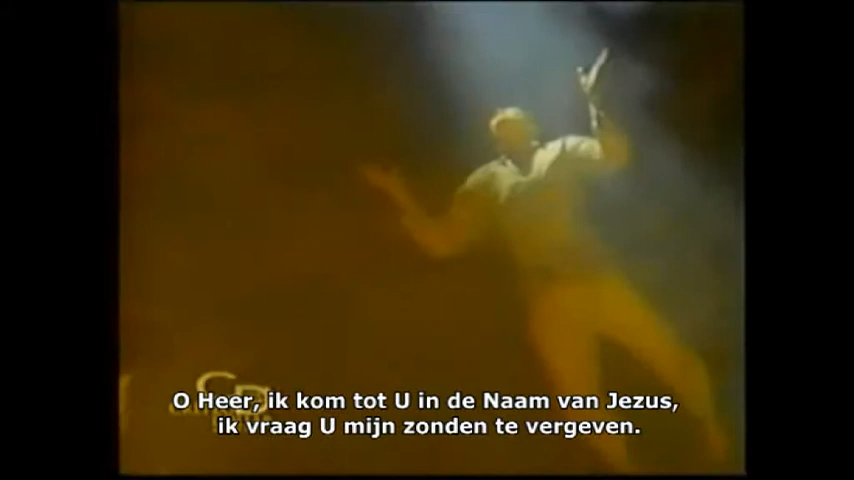 O Heer, ik kom tot U in de Naam van Jezus,
ik vraag U mijn zonden te vergeven.